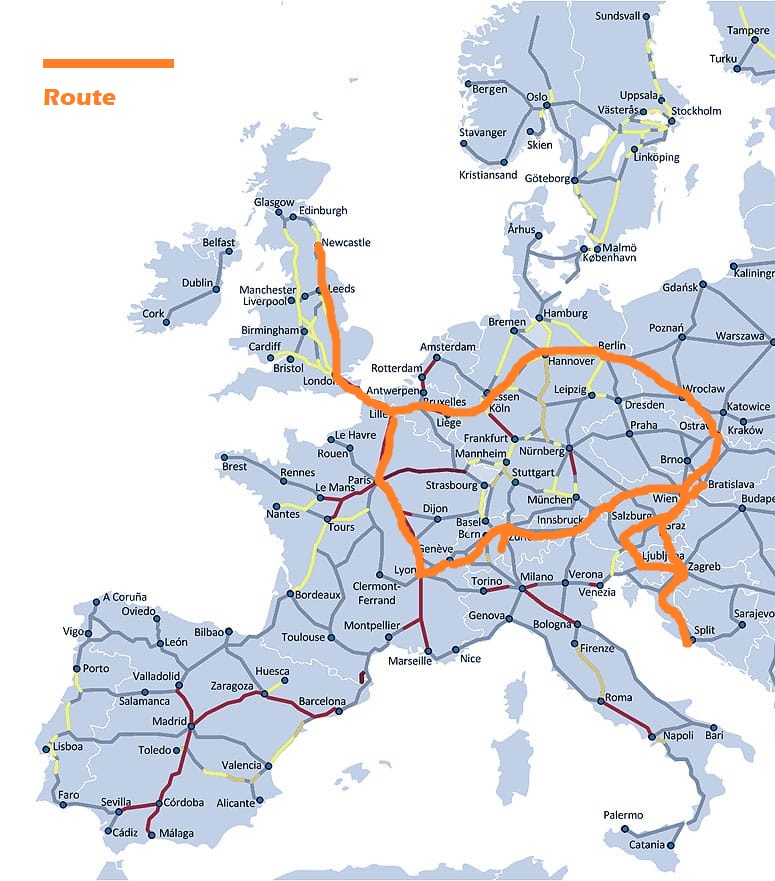 Route
Sundsvall
Tampere
Turku
Bergen
Oslo
Uppsala
Västerås
Stockholm
Stavanger
Skien
Linköping
Kristiansand
Göteborg
Glasgow
Edinburgh
Belfast
Newcastle
Århus
Malmö
København
Kaliningr
Dublin
Manchester
Leeds
Liverpool
Gdańsk
Cork
Hamburg
Birmingham
Bremen
Poznań
Warszawa
Cardiff
Amsterdam
Berlin
Bristol
Rotterdam
Hannover
London
Antwerpen
Essen
Leipzig
Wrocław
Bruxelles
Köln
Dresden
Katowice
Lille
Liège
Praha
Ostrav
Kraków
Le Havre
Frankfurt
Nürnberg
Rouen
Mannheim
Brno
Brest
Rennes
Paris
Stuttgart
Le Mans
Strasbourg
München
Wien
Bratislava
Budape
Nantes
Dijon
Salzburg
Tours
Basel
Innsbruck
Graz
Bern
Zür
Genève
Ljubljana
Lyon
Zagreb
Clermont-
Ferrand
Torino
Milano
Verona
Venezia
A Coruña
Bordeaux
Oviedo
Genova
Sarajevo
Vigo
León
Bilbao
Toulouse
Montpellier
Bologna
Split
Marseille
Nice
Firenze
Porto
Huesca
Valladolid
Zaragoza
Salamanca
Barcelona
Roma
Madrid
Napoli
Bari
Lisboa
Toledo
Valencia
Faro
Sevilla
Córdoba
Alicante
Palermo
Cádiz
Málaga
Catania